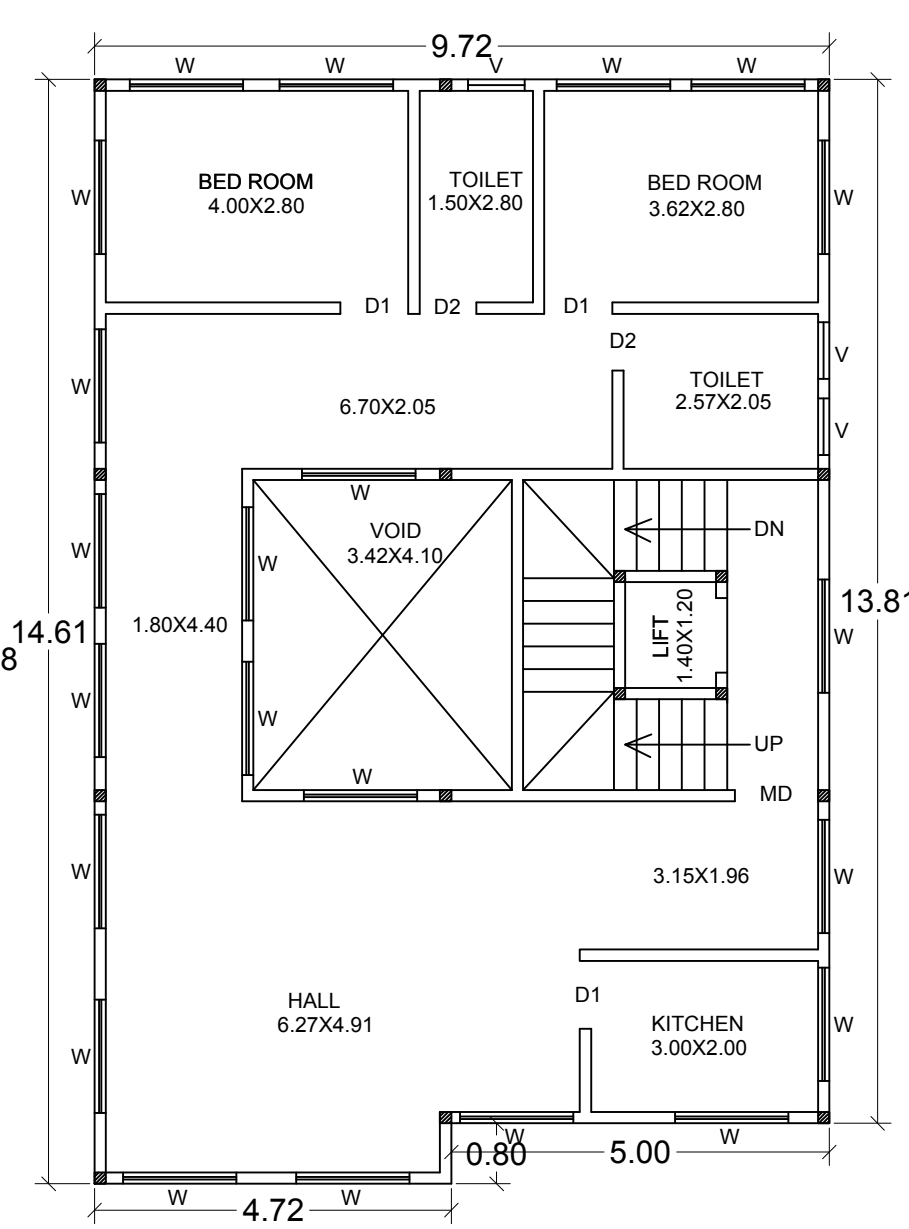 9.72
W W V W W
BED ROOM
4.00X2.80
TOILET
1.50X2.80
BED ROOM
3.62X2.80
W
W
D1 D2 D1
D2
W
V
TOILET
2.57X2.05
V
6.70X2.05
W
VOID
3.42X4.10
DN
W
W
LIFT
1.40X1.20
13.81
14.61
8
1.80X4.40
W
W
W
UP
W
MD
W
3.15X1.96
W
HALL
6.27X4.91
D1
KITCHEN
3.00X2.00
W
W
W W
0.80
5.00
W W
4.72